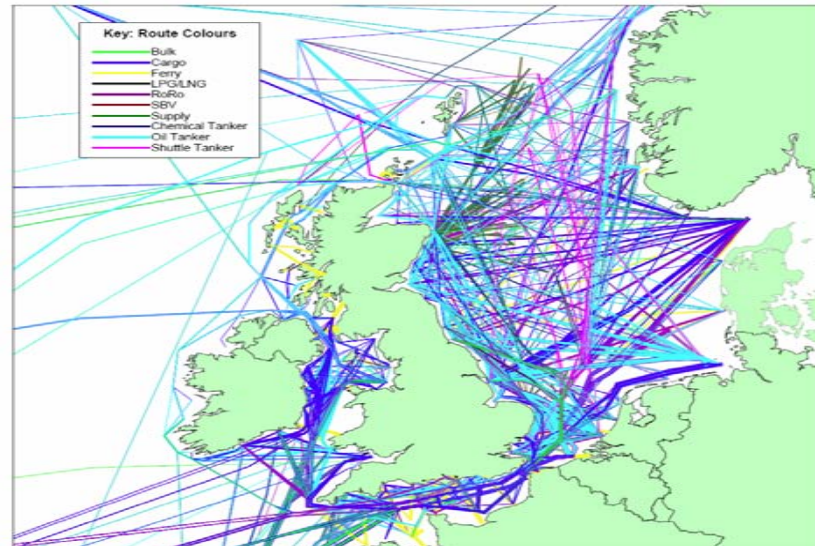 Key: Route Colours
Bulk
Cargo
Ferry
LPG/LNG
RoRo
SBV
Supply
Chemical Tanker
Oil Tanker
Shuttle Tanker